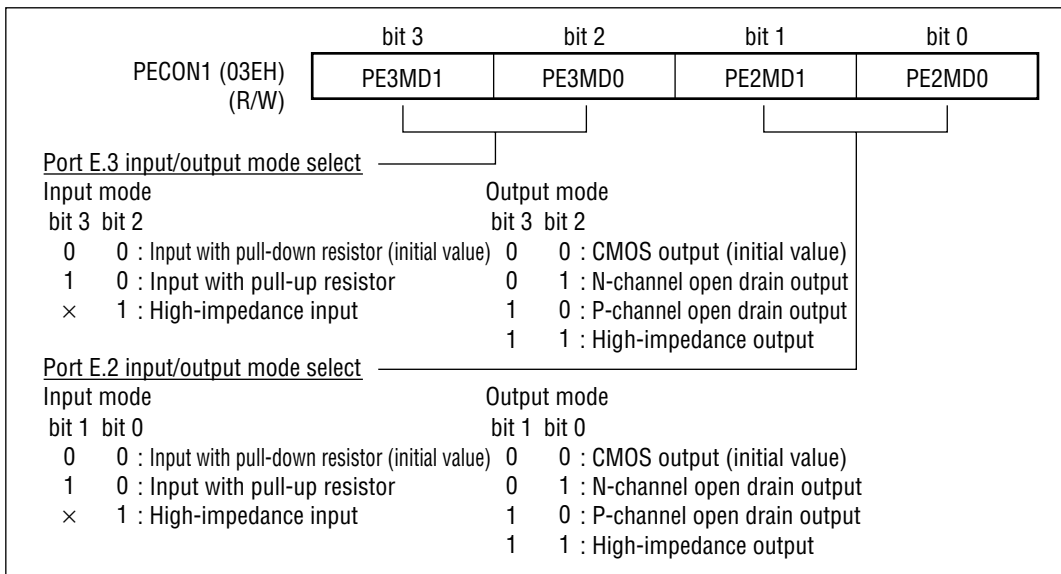 bit 3 bit 2 bit 1 bit 0
PECON1 (03EH) PE3MD1 PE3MD0 PE2MD1 PE2MD0
(R/W)
Port E.3 input/output mode select
Input mode Output mode
bit 3 bit 2 bit 3 bit 2
0 0 : Input with pull-down resistor (initial value) 0 0 : CMOS output (initial value)
1 0 : Input with pull-up resistor 0 1 : N-channel open drain output
× 1 : High-impedance input 1 0 : P-channel open drain output
1 1 : High-impedance output
Port E.2 input/output mode select
Input mode Output mode
bit 1 bit 0 bit 1 bit 0
0 0 : Input with pull-down resistor (initial value) 0 0 : CMOS output (initial value)
1 0 : Input with pull-up resistor 0 1 : N-channel open drain output
× 1 : High-impedance input 1 0 : P-channel open drain output
1 1 : High-impedance output